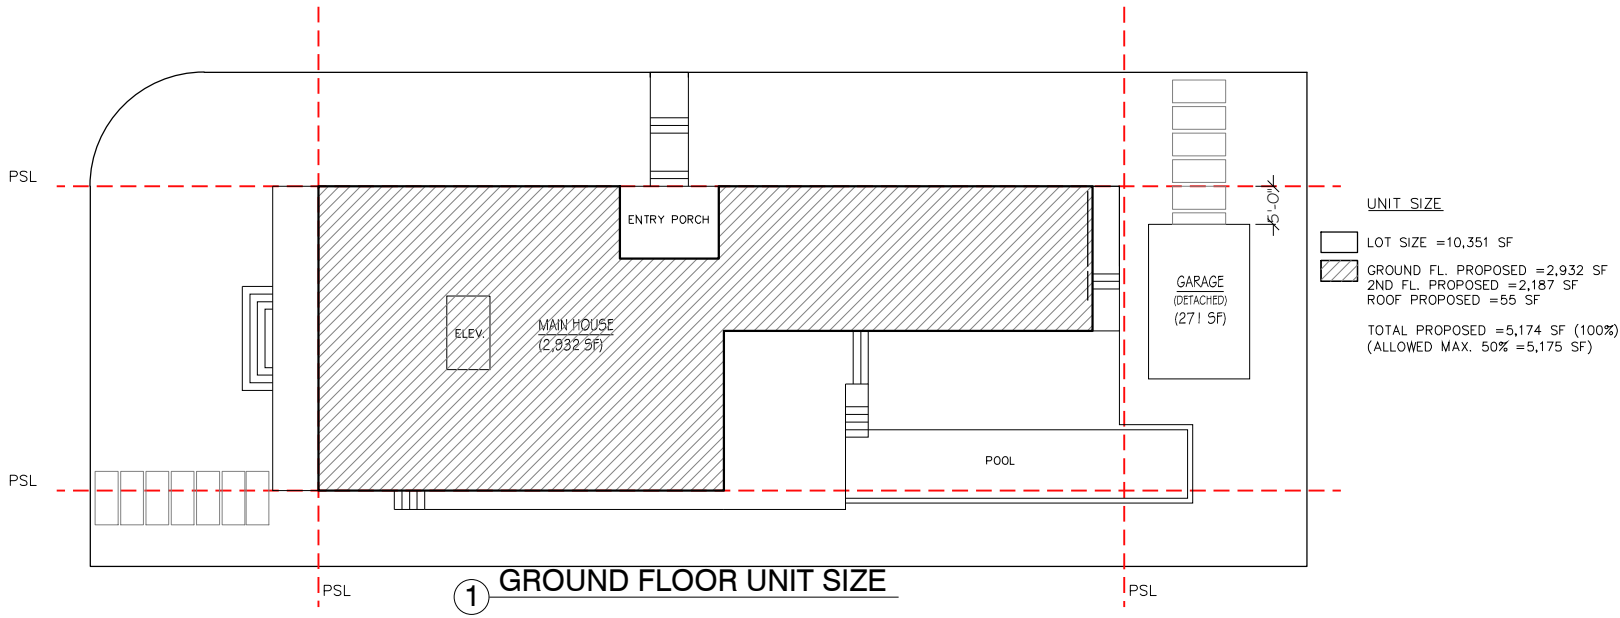 PSL
ENTRY PORCH
5'-0"
UNIT SIZE
LOT SIZE =10,351 SF
GROUND FL. PROPOSED =2,932 SF
2ND FL. PROPOSED =2,187 SF
ROOF PROPOSED =55 SF
TOTAL PROPOSED =5,174 SF (100%)
(ALLOWED MAX. 50% =5,175 SF)
GARAGE
(DETACHED)
(271 SF)
ELEV.
MAIN HOUSE
(2,932 SF)
POOL
PSL
PSL
PSL
1 GROUND FLOOR UNIT SIZE